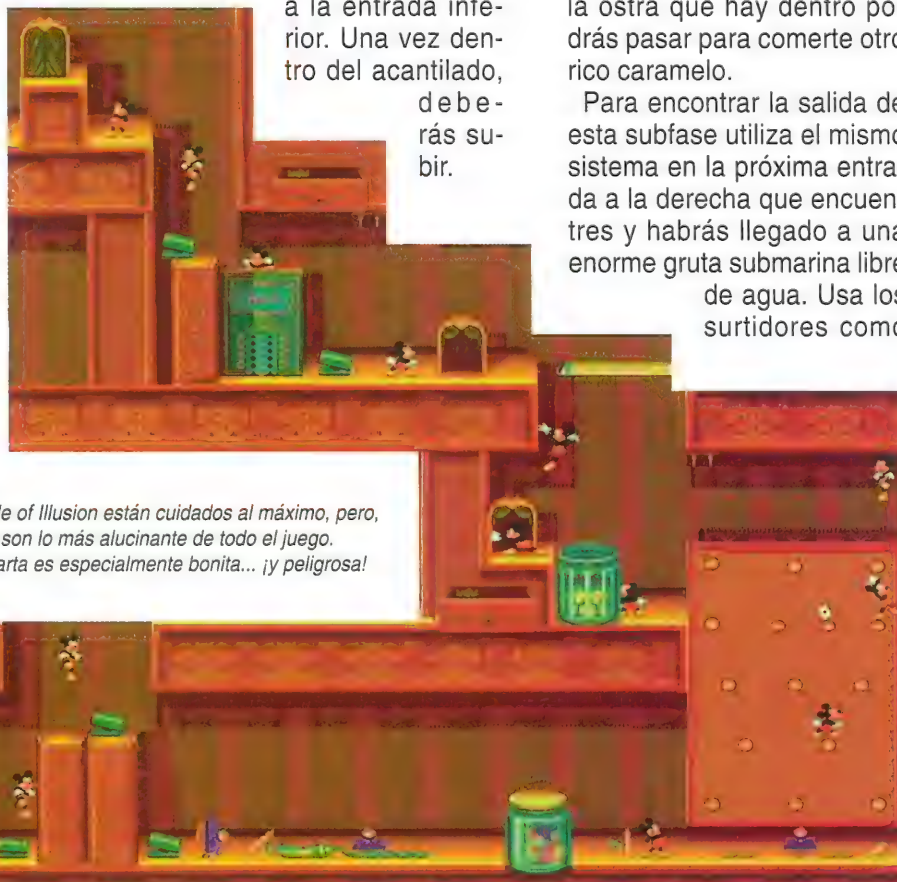 a la entrada infe-
rior. Una vez den-
tro del acantilado,
debe-
rás su-
bir.
la ostra que hay dentro po-
drás pasar para comerte otro
rico caramelo.
Para encontrar la salida de
esta subfase utiliza el mismo
sistema en la próxima entra-
da a la derecha que encuen-
tres y habrás llegado a una
enorme gruta submarina libre
de agua. Usa los
surtidores como
le of Illusion están cuidados al máximo, pero,
son lo más alucinante de todo el juego.
arta es especialmente bonita... ¡y peligrosa!